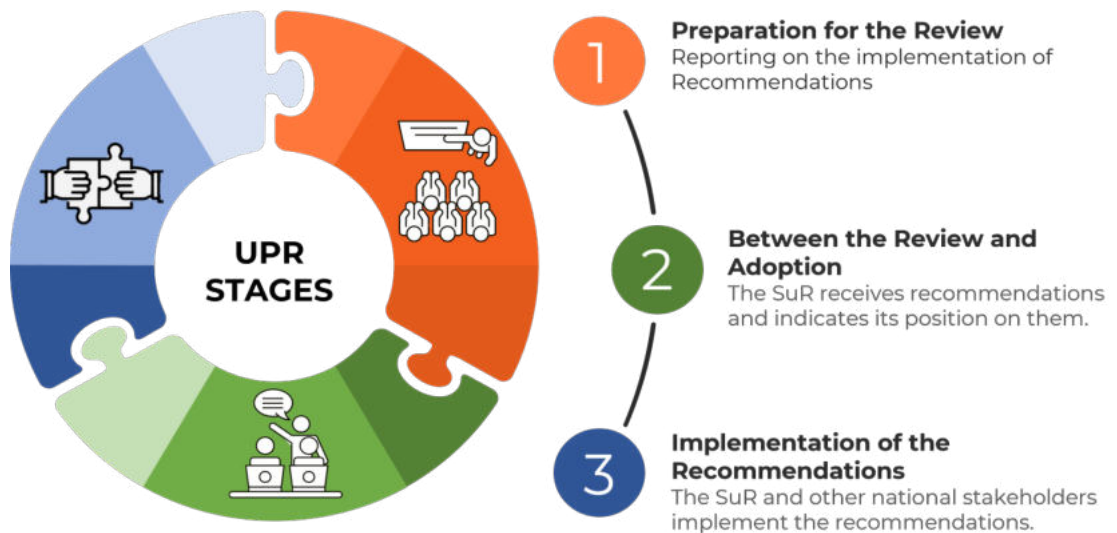 UPR
STAGES
1
Preparation for the Review
Reporting on the implementation of
Recommendations
2
Between the Review and
Adoption
The SuR receives recommendations
and indicates its position on them.
3
Implementation of the
Recommendations
The SuR and other national stakeholders
implement the recommendations.